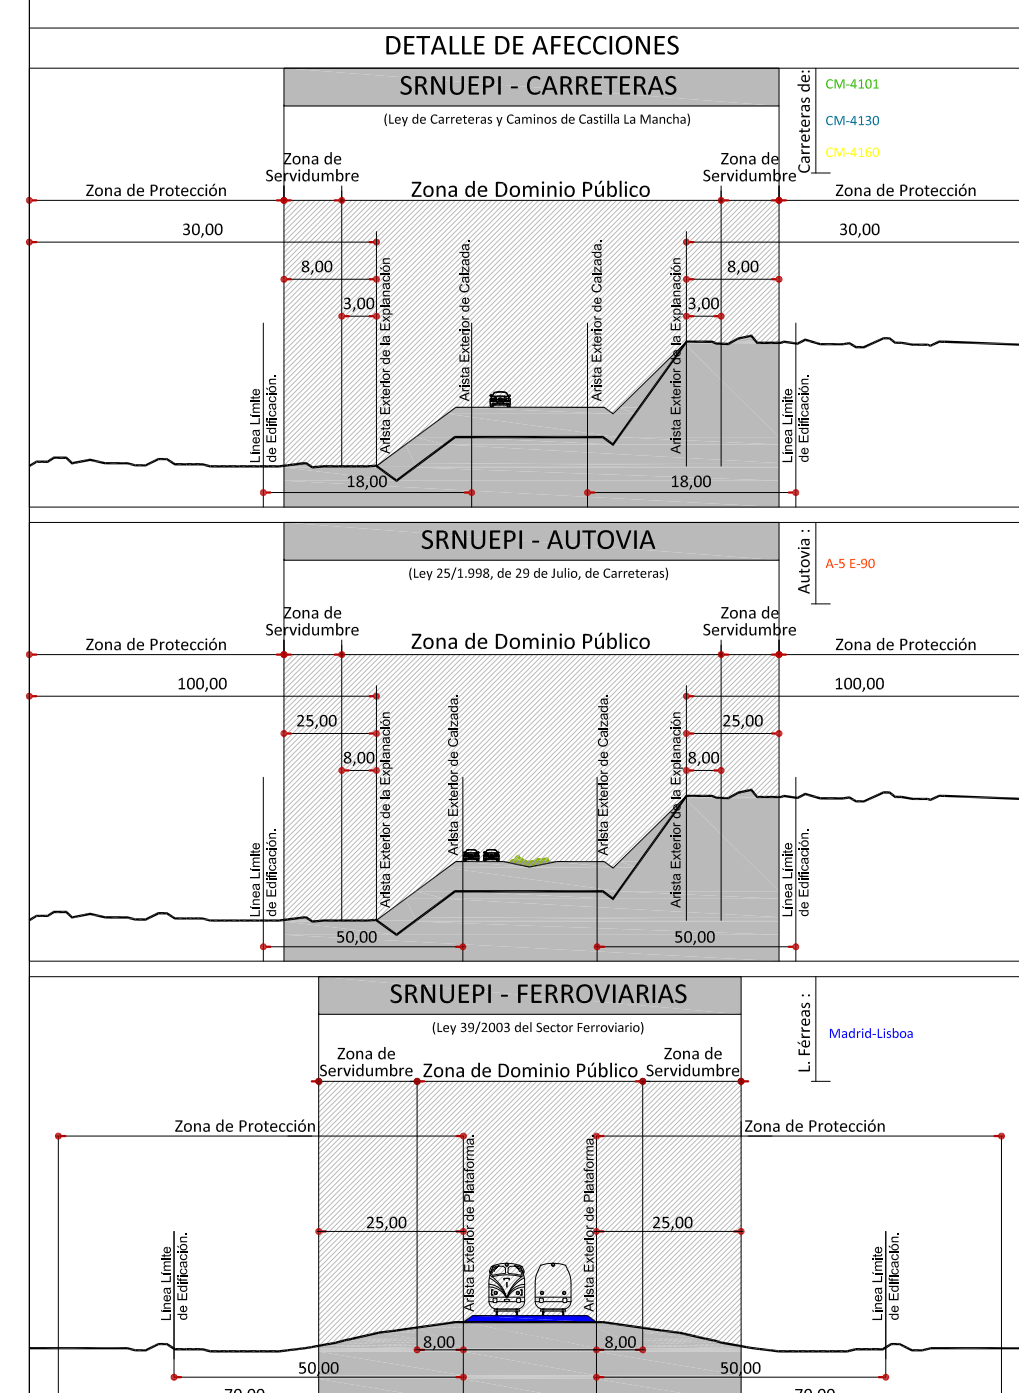 DETALLE DE AFECCIONES
SRNUEPI - CARRETERAS
(Ley de Carreteras y Caminos de Castilla La Mancha)
Carreteras de:
CM-4101
CM-4130
CM-4160
Zona de
Servidumbre
Zona de
Servidumbre
Zona de Protección
Zona de Dominio Público
Zona de Protección
30,00
30,00
8,00
8,00
3,00
3,00
Arista Exterior de la Explanación
Arista Exterior de Calzada.
Arista Exterior de Calzada.
Arista Exterior de la Explanación
Línea Límite
de Edificación.
Línea Límite
de Edificación.
18,00
18,00
SRNUEPI - AUTOVIA
(Ley 25/1.998, de 29 de Julio, de Carreteras)
Autovia :
A-5 E-90
Zona de
Servidumbre
Zona de
Servidumbre
Zona de Protección
Zona de Dominio Público
Zona de Protección
100,00
100,00
25,00
25,00
8,00
8,00
Arista Exterior de la Explanación
Arista Exterior de Calzada.
Arista Exterior de Calzada.
Arista Exterior de la Explanación
Línea Límite
de Edificación.
Línea Límite
de Edificación.
50,00
50,00
SRNUEPI - FERROVIARIAS
(Ley 39/2003 del Sector Ferroviario)
L. Férreas :
Madrid-Lisboa
Zona de
Servidumbre
Zona de Dominio Público
Zona de
Servidumbre
Zona de Protección
Zona de Protección
Arista Exterior de Plataforma.
Arista Exterior de Plataforma.
25,00
25,00
Línea Límite
de Edificación.
Línea Límite
de Edificación.
8,00
8,00
50,00
50,00
70,00
70,00